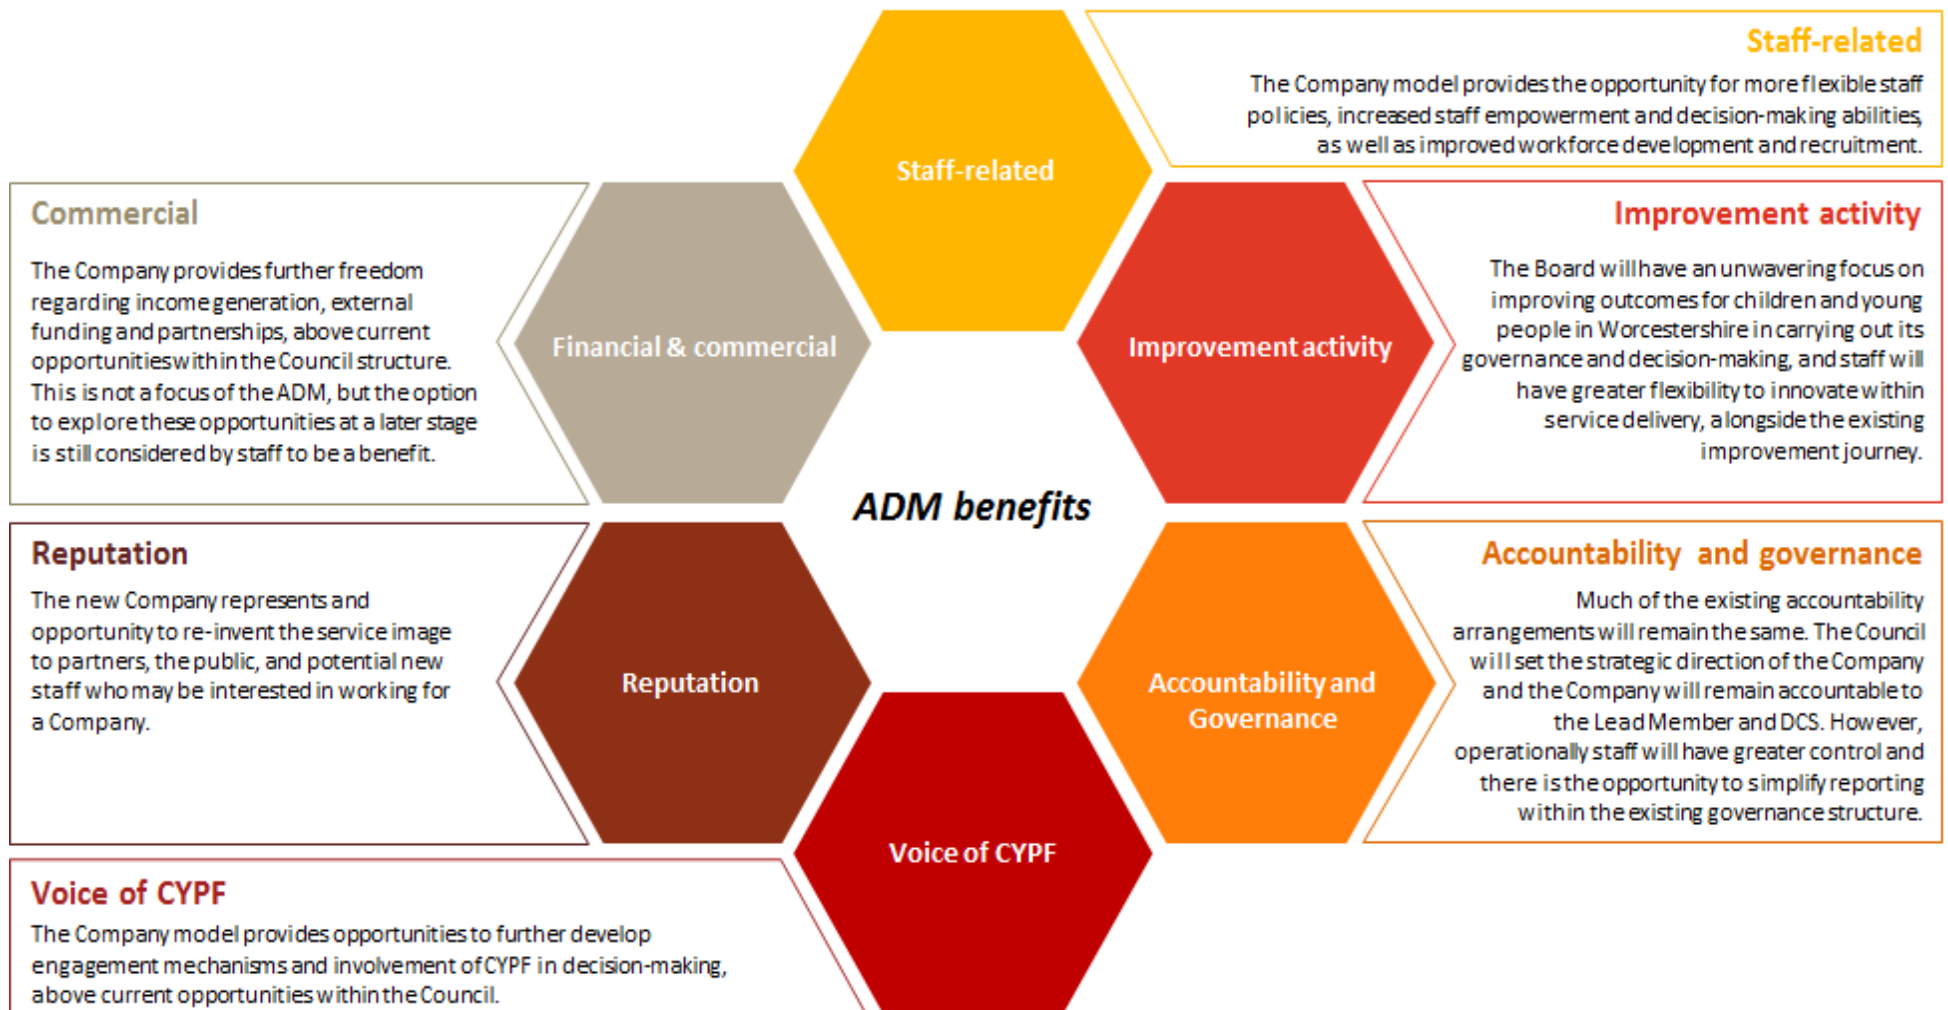 Staff-related
The Company model provides the opportunity for more flexible staff
policies, increased staff empowerment and decision-making abilities,
as well as improved workforce development and recruitment.
Staff-related
Commercial
The Company provides further freedom
regarding income generation, external
funding and partnerships, above current
opportunities within the Council structure.
This is not a focus of the ADM, but the option
to explore these opportunities at a later stage
is still considered by staff to be a benefit.
Financial & commercial
Improvement activity
Improvement activity
The Board will have an unwavering focus on
improving outcomes for children and young
people in Worcestershire in carrying out its
governance and decision-making, and staff will
have greater flexibility to innovate within
service delivery, alongside the existing
improvement journey.
ADM benefits
Reputation
The new Company represents and
opportunity to re-invent the service image
to partners, the public, and potential new
staff who may be interested in working for
a Company.
Reputation
Accountability and
Governance
Accountability and governance
Much of the existing accountability
arrangements will remain the same. The Council
will set the strategic direction of the Company
and the Company will remain accountable to
the Lead Member and DCS. However,
operationally staff will have greater control and
there is the opportunity to simplify reporting
within the existing governance structure.
Voice of CYPF
Voice of CYPF
The Company model provides opportunities to further develop
engagement mechanisms and involvement of CYPF in decision-making,
above current opportunities within the Council.